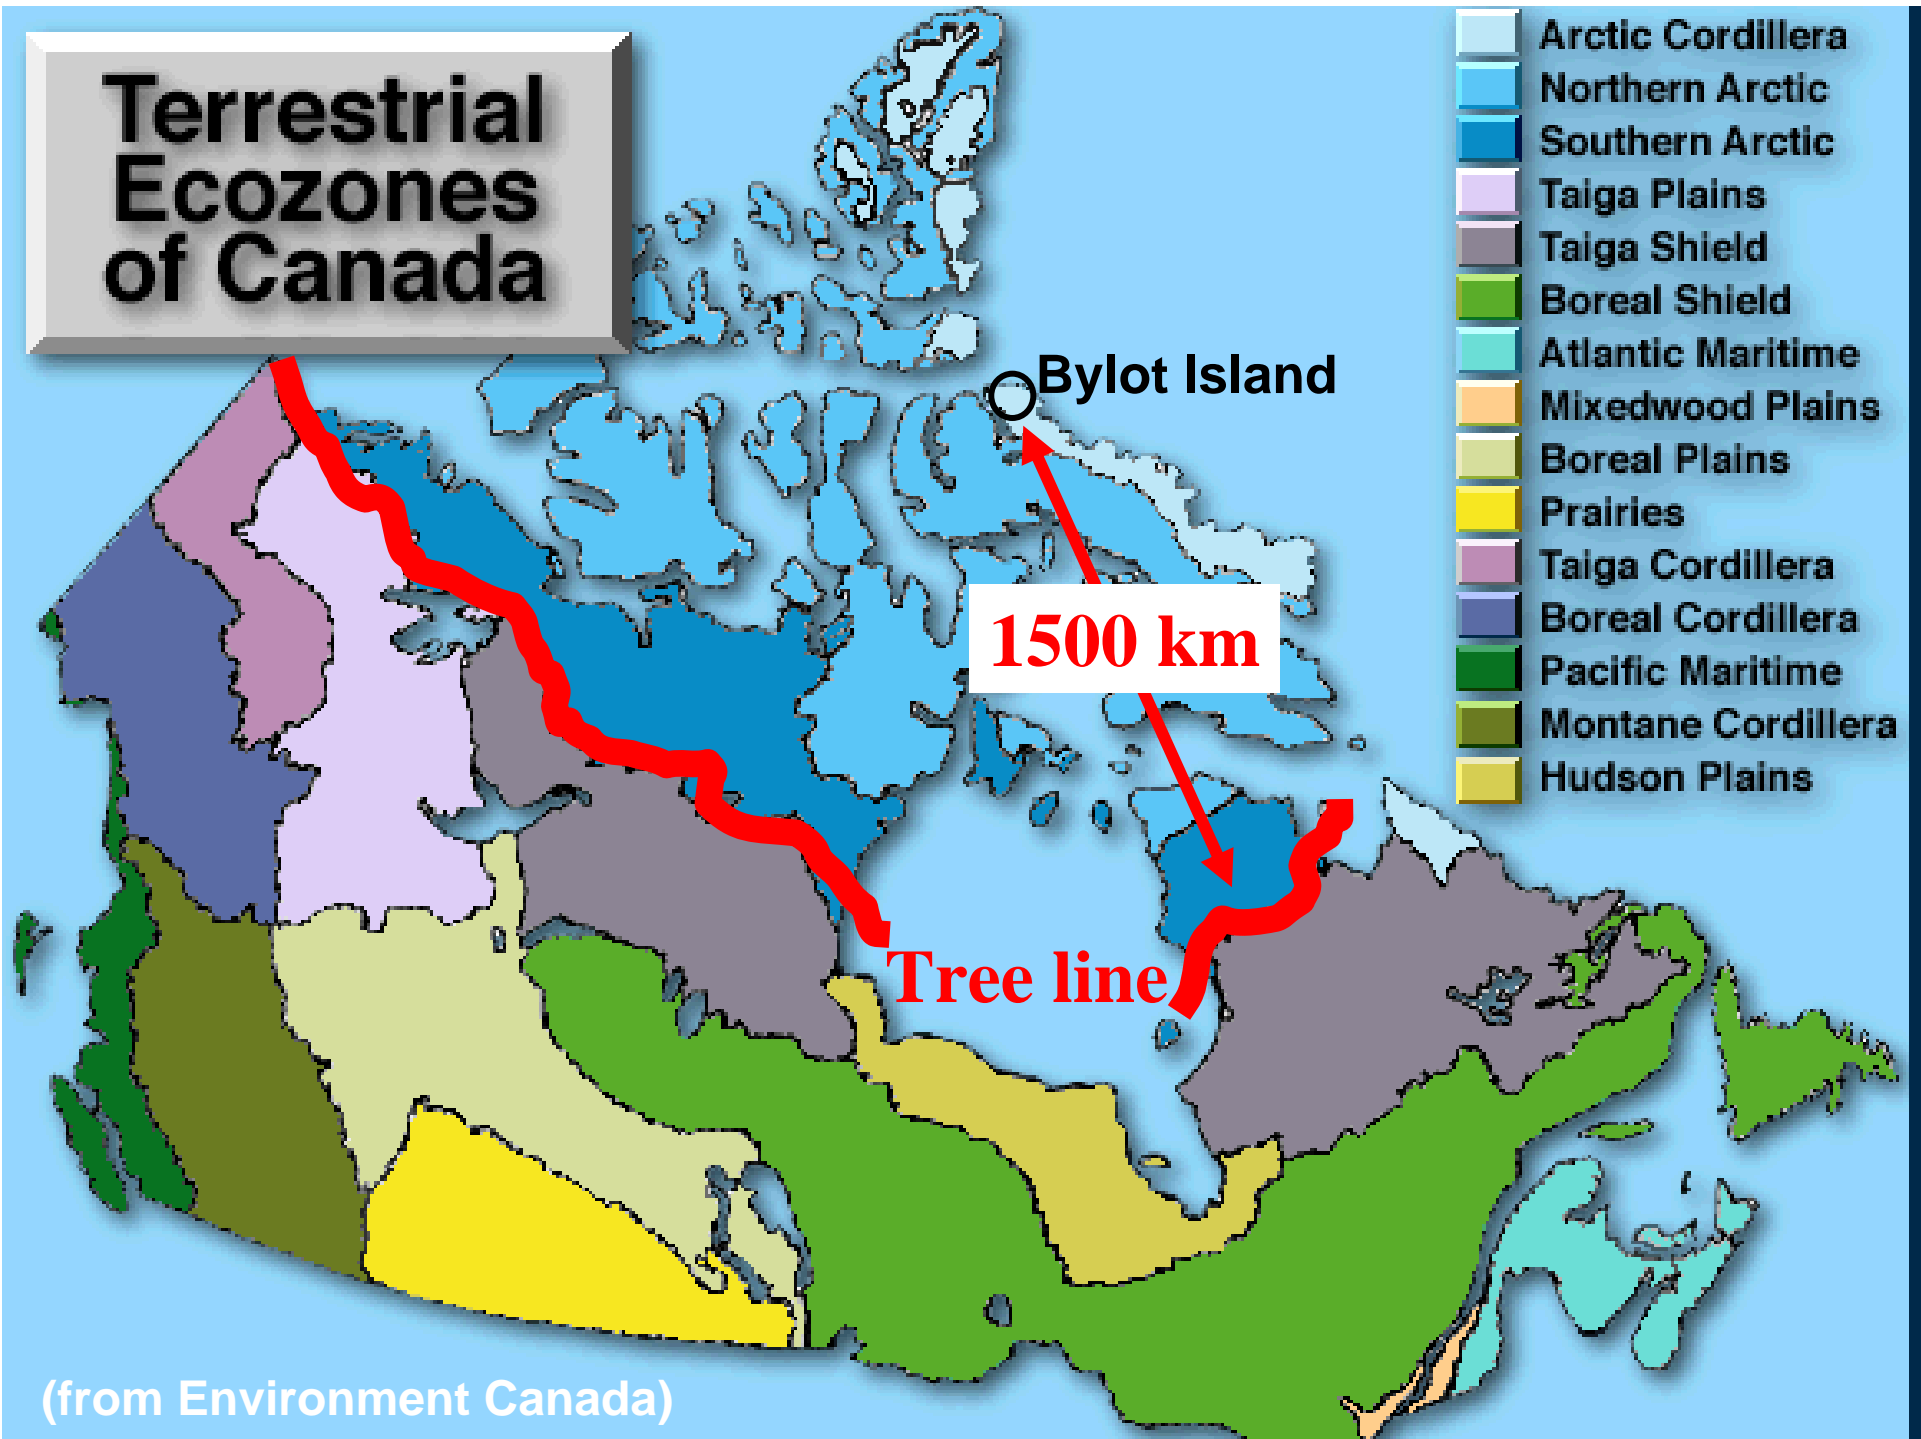 Terrestrial
Ecozones
of Canada
Arctic Cordillera
Northern Arctic
Southern Arctic
Taiga Plains
Taiga Shield
Boreal Shield
Atlantic Maritime
Mixedwood Plains
Boreal Plains
Prairies
Taiga Cordillera
Boreal Cordillera
Pacific Maritime
Montane Cordillera
Hudson Plains
Bylot Island
1500 km
Tree line
(from Environment Canada)